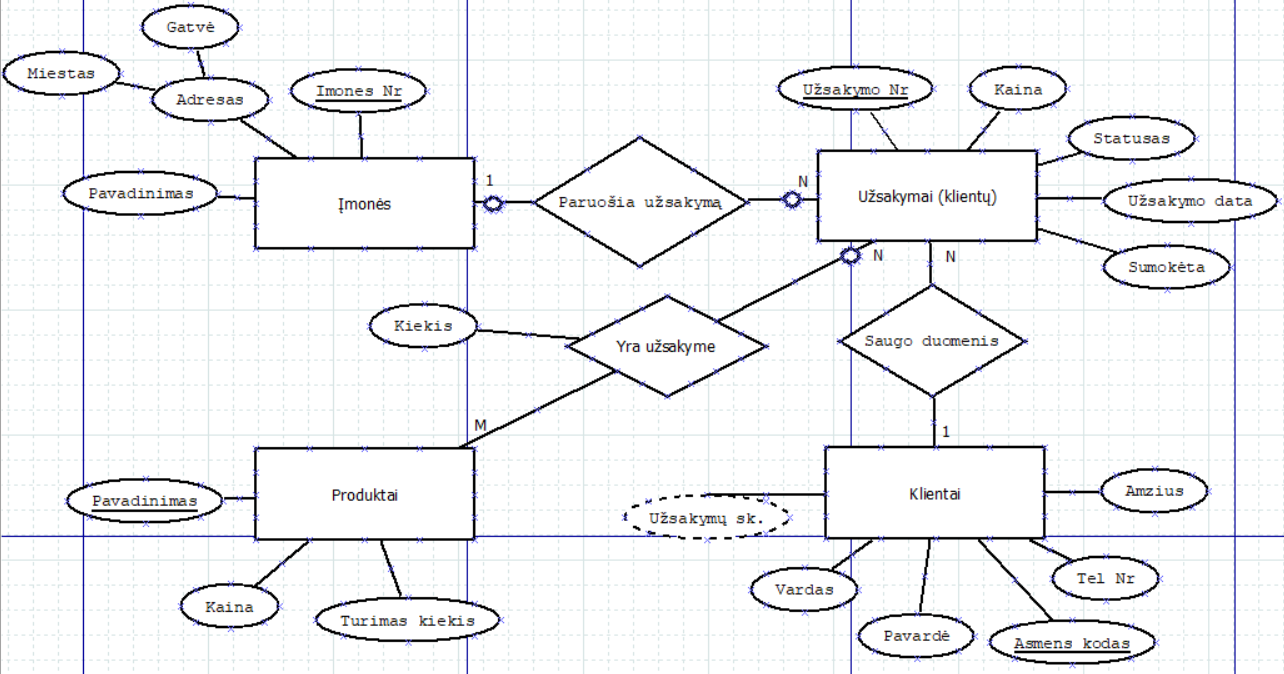 Gatvė
Miestas
Adresas
Imones Nr
Pavadinimas
Įmonės
1
Paruošia užsakymą
N
Užsakymo Nr
Kaina
Statusas
Užsakymai (klientų)
Užsakymo data
Sumokėta
N
N
Kiekis
Yra užsakyme
Saugo duomenis
M
1
Pavadinimas
Produktai
Užsakymų sk.
Klientai
Amzius
Kaina
Turimas kiekis
Vardas
Tel Nr
Pavardė
Asmens kodas